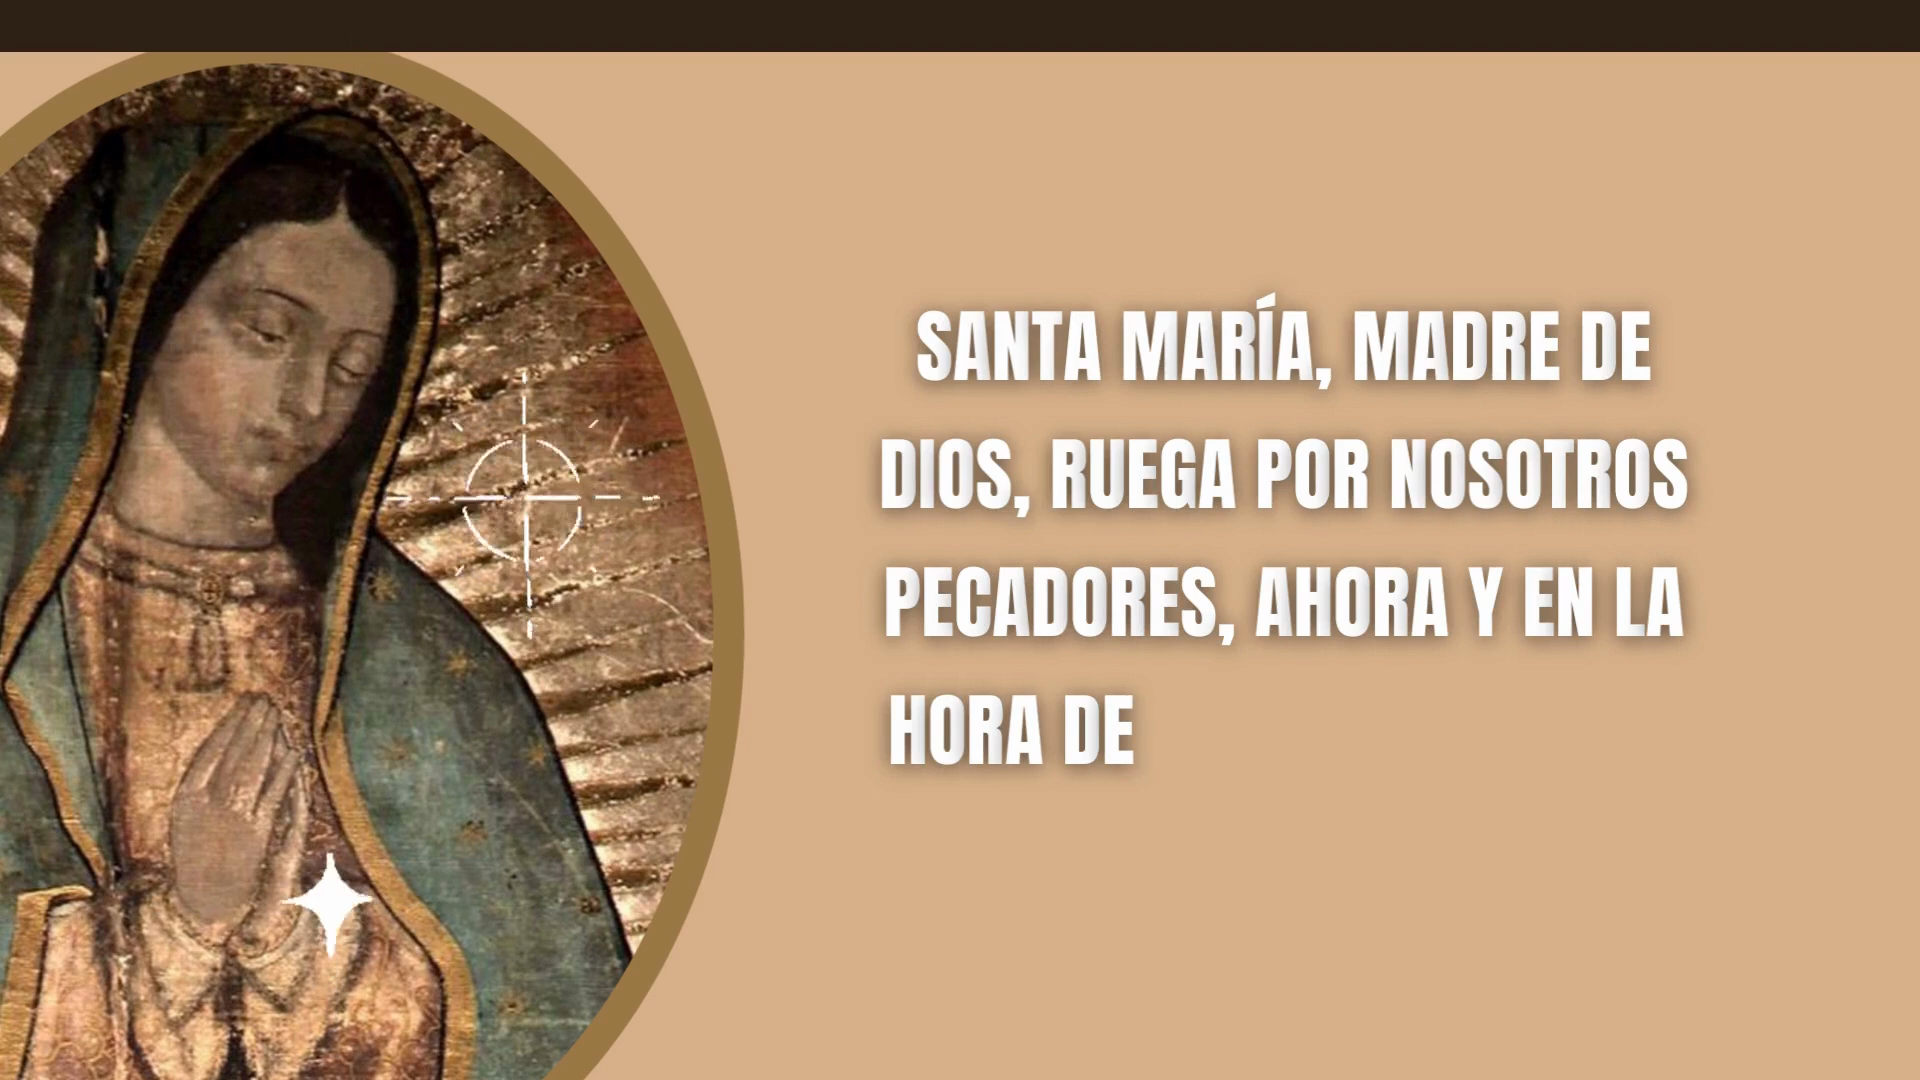 SANTA MARÍA, MADRE DE
DIOS, RUEGA POR NOSOTROS
PECADORES, AHORA Y EN LA
HORA DE